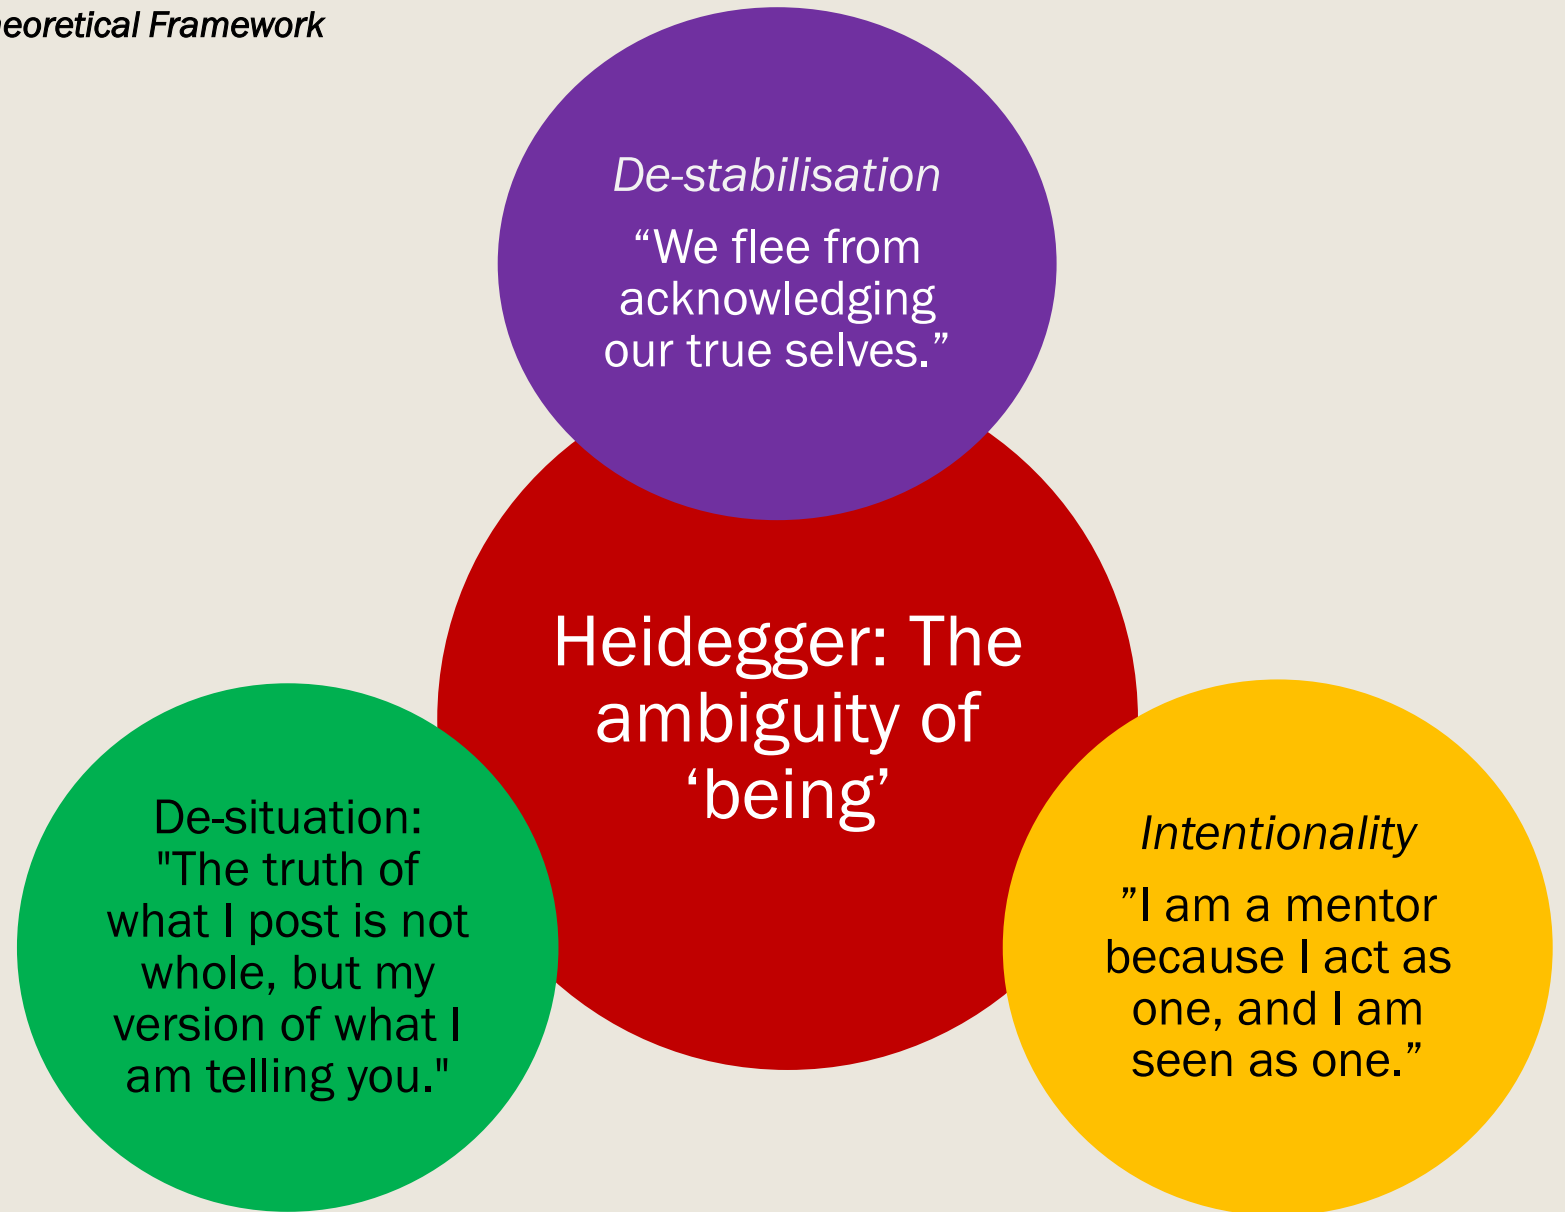 eoretical Framework
De-stabilisation
“We flee from
acknowledging
our true selves.”
Heidegger: The
ambiguity of
‘being’
De-situation:
"The truth of
what I post is not
whole, but my
version of what I
am telling you."
Intentionality
”I am a mentor
because I act as
one, and I am
seen as one.”